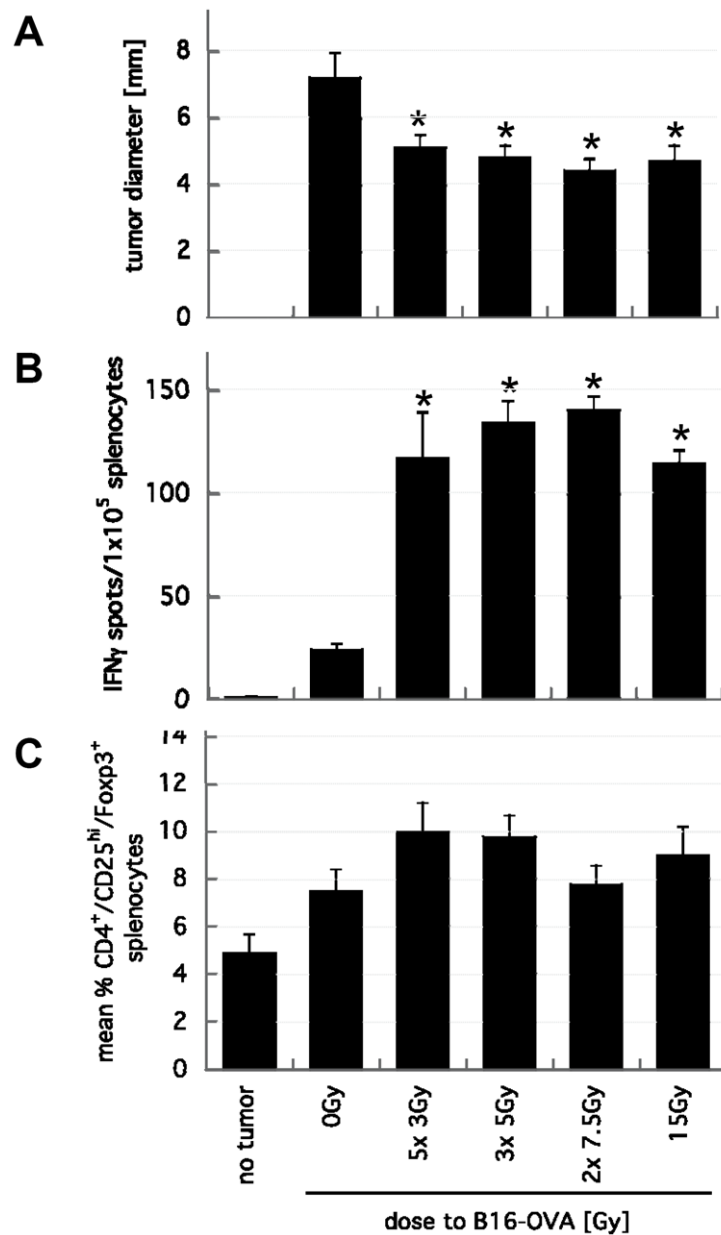 A
tumor diameter [mm]
8
6
4
2
0
* * * *
B
IFNγ spots/1x10⁵ splenocytes
150
100
50
0
* * * *
C
mean % CD4⁺/CD25ʰⁱ/Foxp3⁺
splenocytes
14
12
10
8
6
4
2
0
no tumor
0Gy
5x 3Gy
3x 5Gy
2x 7.5Gy
15Gy
dose to B16-OVA [Gy]